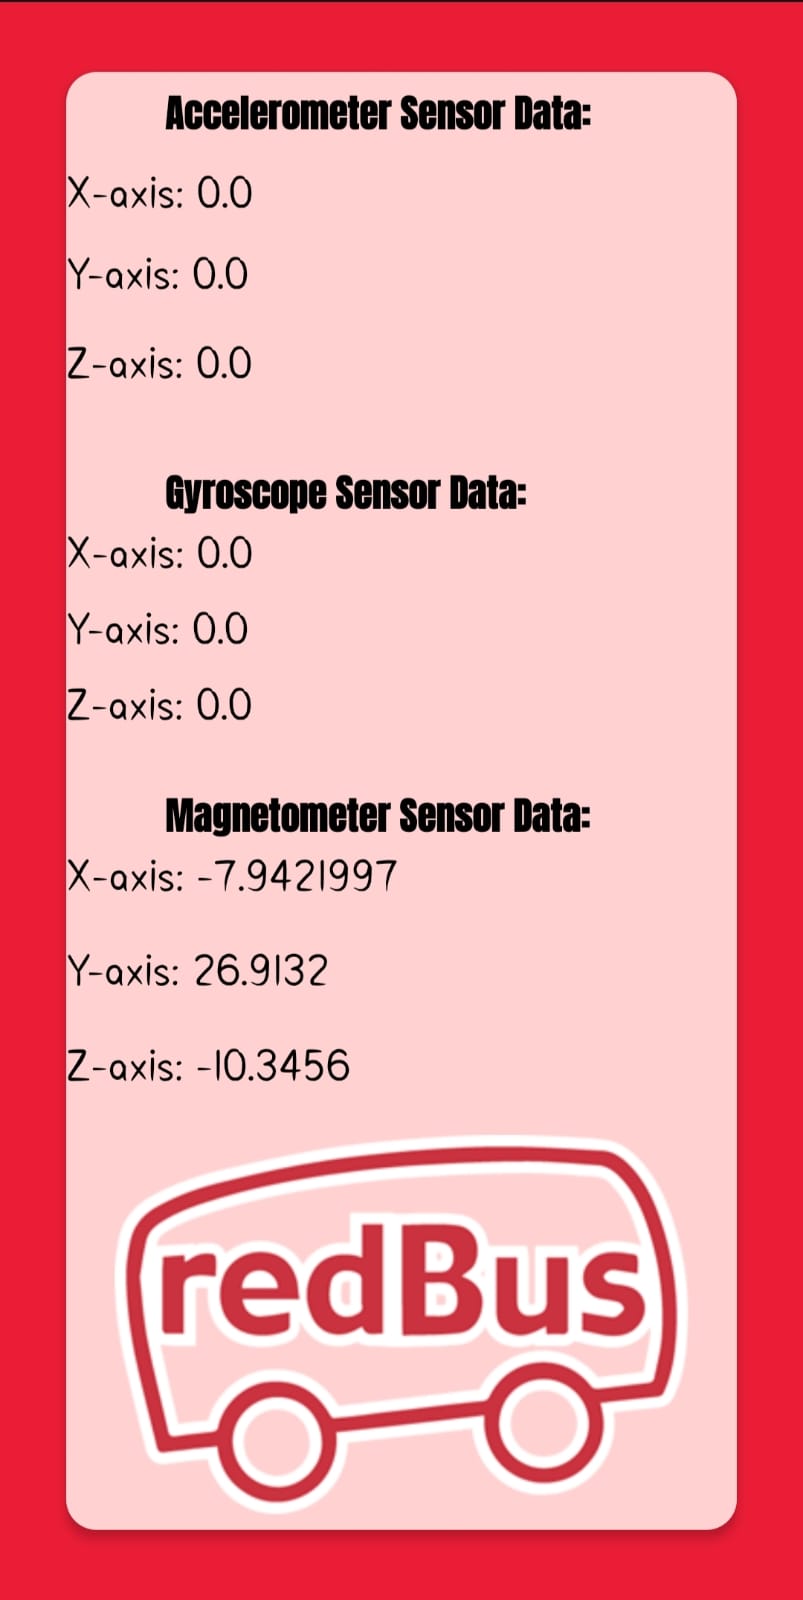 Accelerometer Sensor Data:
X-axis: 0.0
Y-axis: 0.0
Z-axis: 0.0
Gyroscope Sensor Data:
X-axis: 0.0
Y-axis: 0.0
Z-axis: 0.0
Magnetometer Sensor Data:
X-axis: -7.9421997
Y-axis: 26.9132
Z-axis: -10.3456
redBus